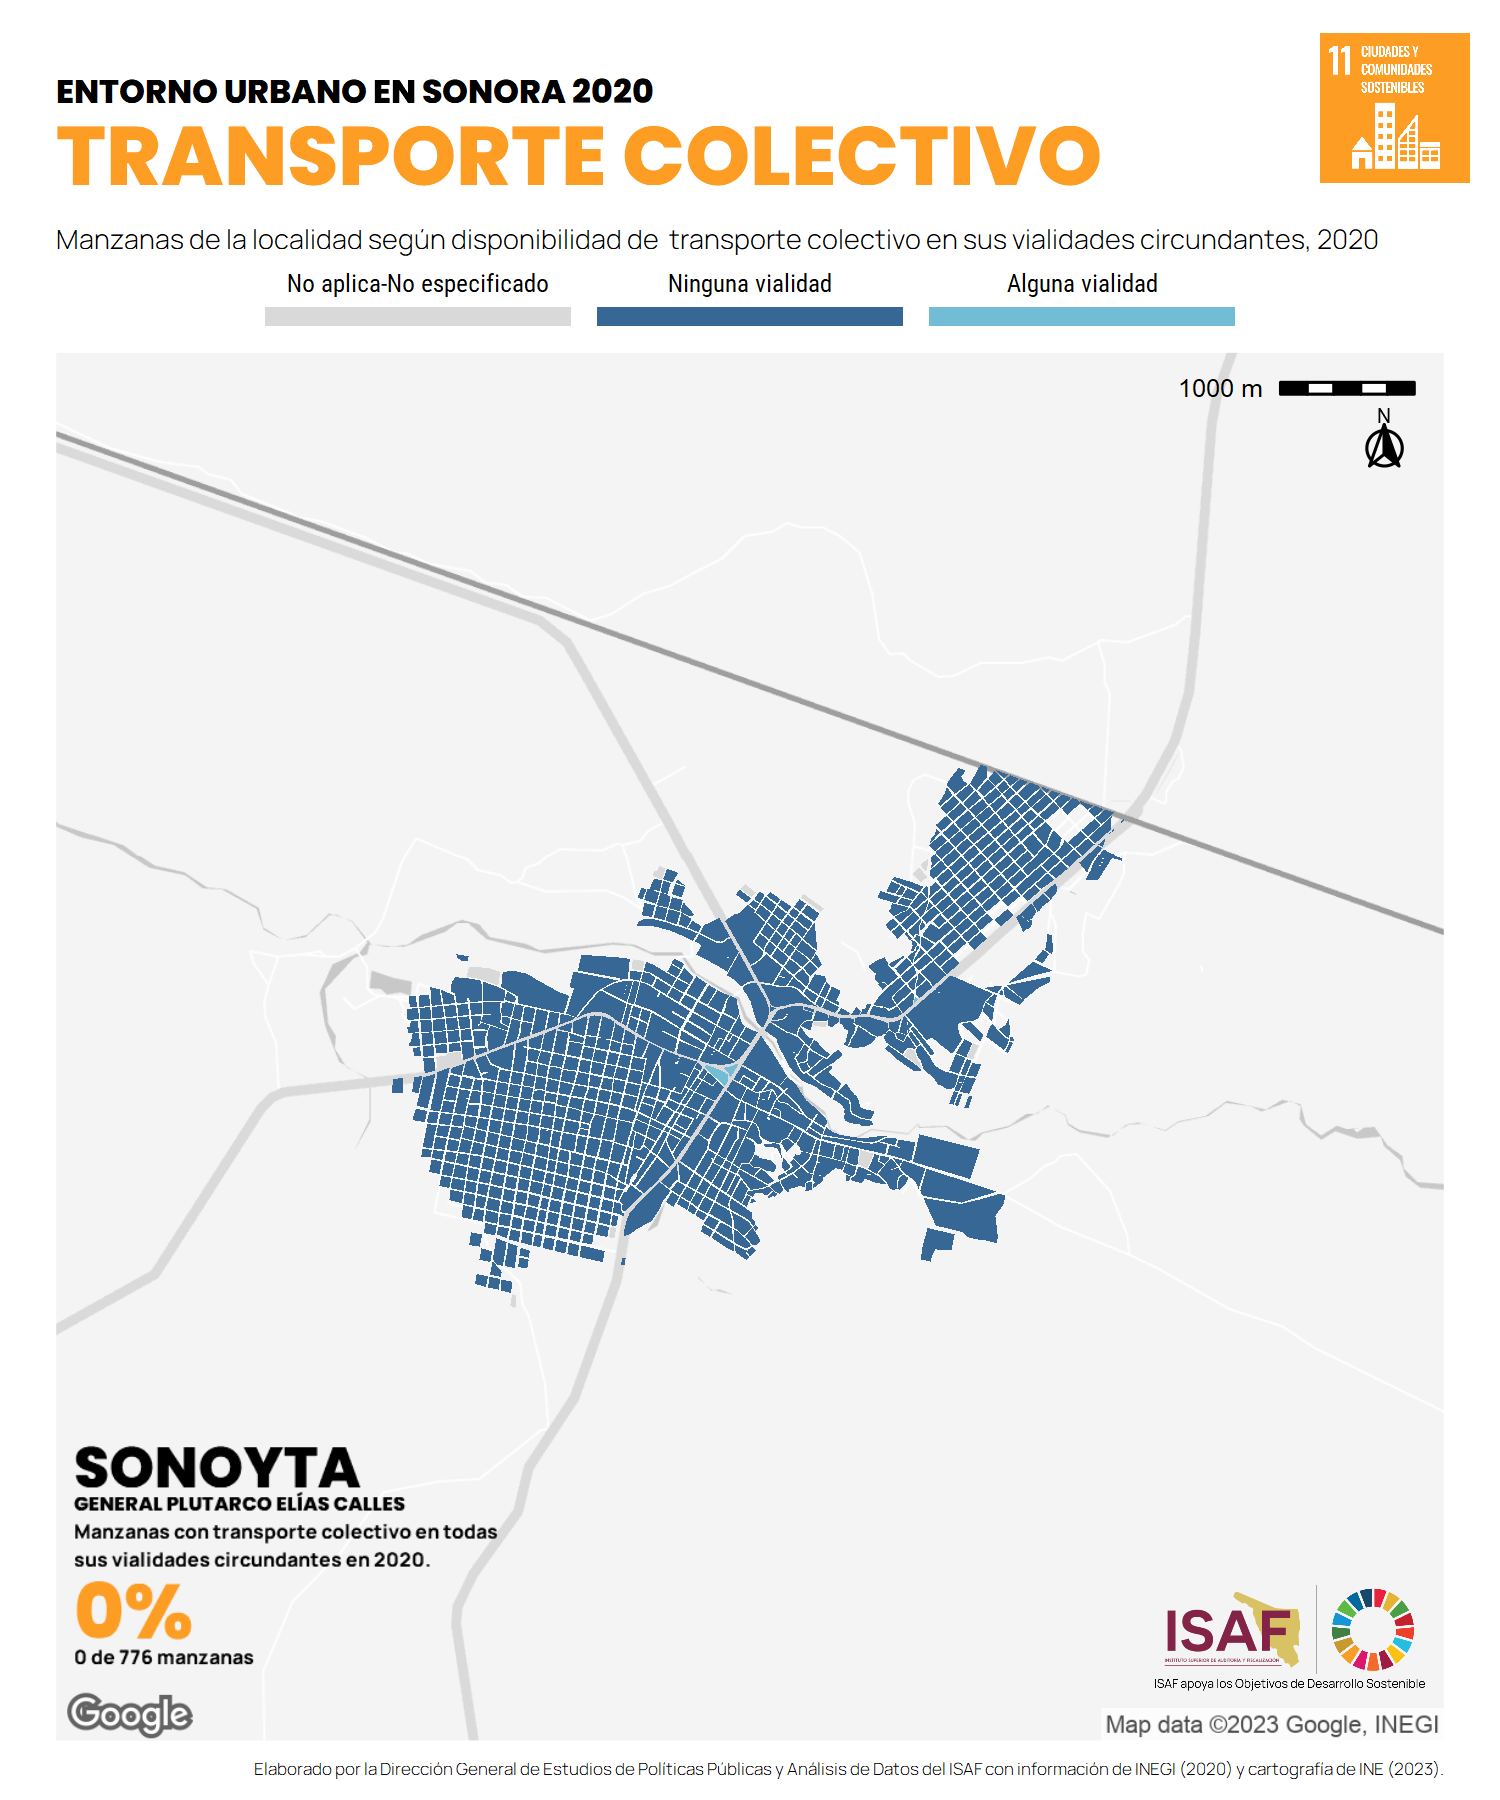 ENTORNO URBANO EN SONORA 2020
TRANSPORTE COLECTIVO
11 CIUDADES Y
COMUNIDADES
SOSTENIBLES
Manzanas de la localidad según disponibilidad de transporte colectivo en sus vialidades circundantes, 2020
No aplica-No especificado
Ninguna vialidad
Alguna vialidad
1000 m
N
SONOYTA
GENERAL PLUTARCO ELÍAS CALLES
Manzanas con transporte colectivo en todas
sus vialidades circundantes en 2020.
0%
0 de 776 manzanas
Google
ISAF
INSTITUTO SUPERIOR DE AUDITORÍA Y FISCALIZACIÓN
ISAF apoya los Objetivos de Desarrollo Sostenible
Map data ©2023 Google, INEGI
Elaborado por la Dirección General de Estudios de Políticas Públicas y Análisis de Datos del ISAF con información de INEGI (2020) y cartografía de INE (2023).